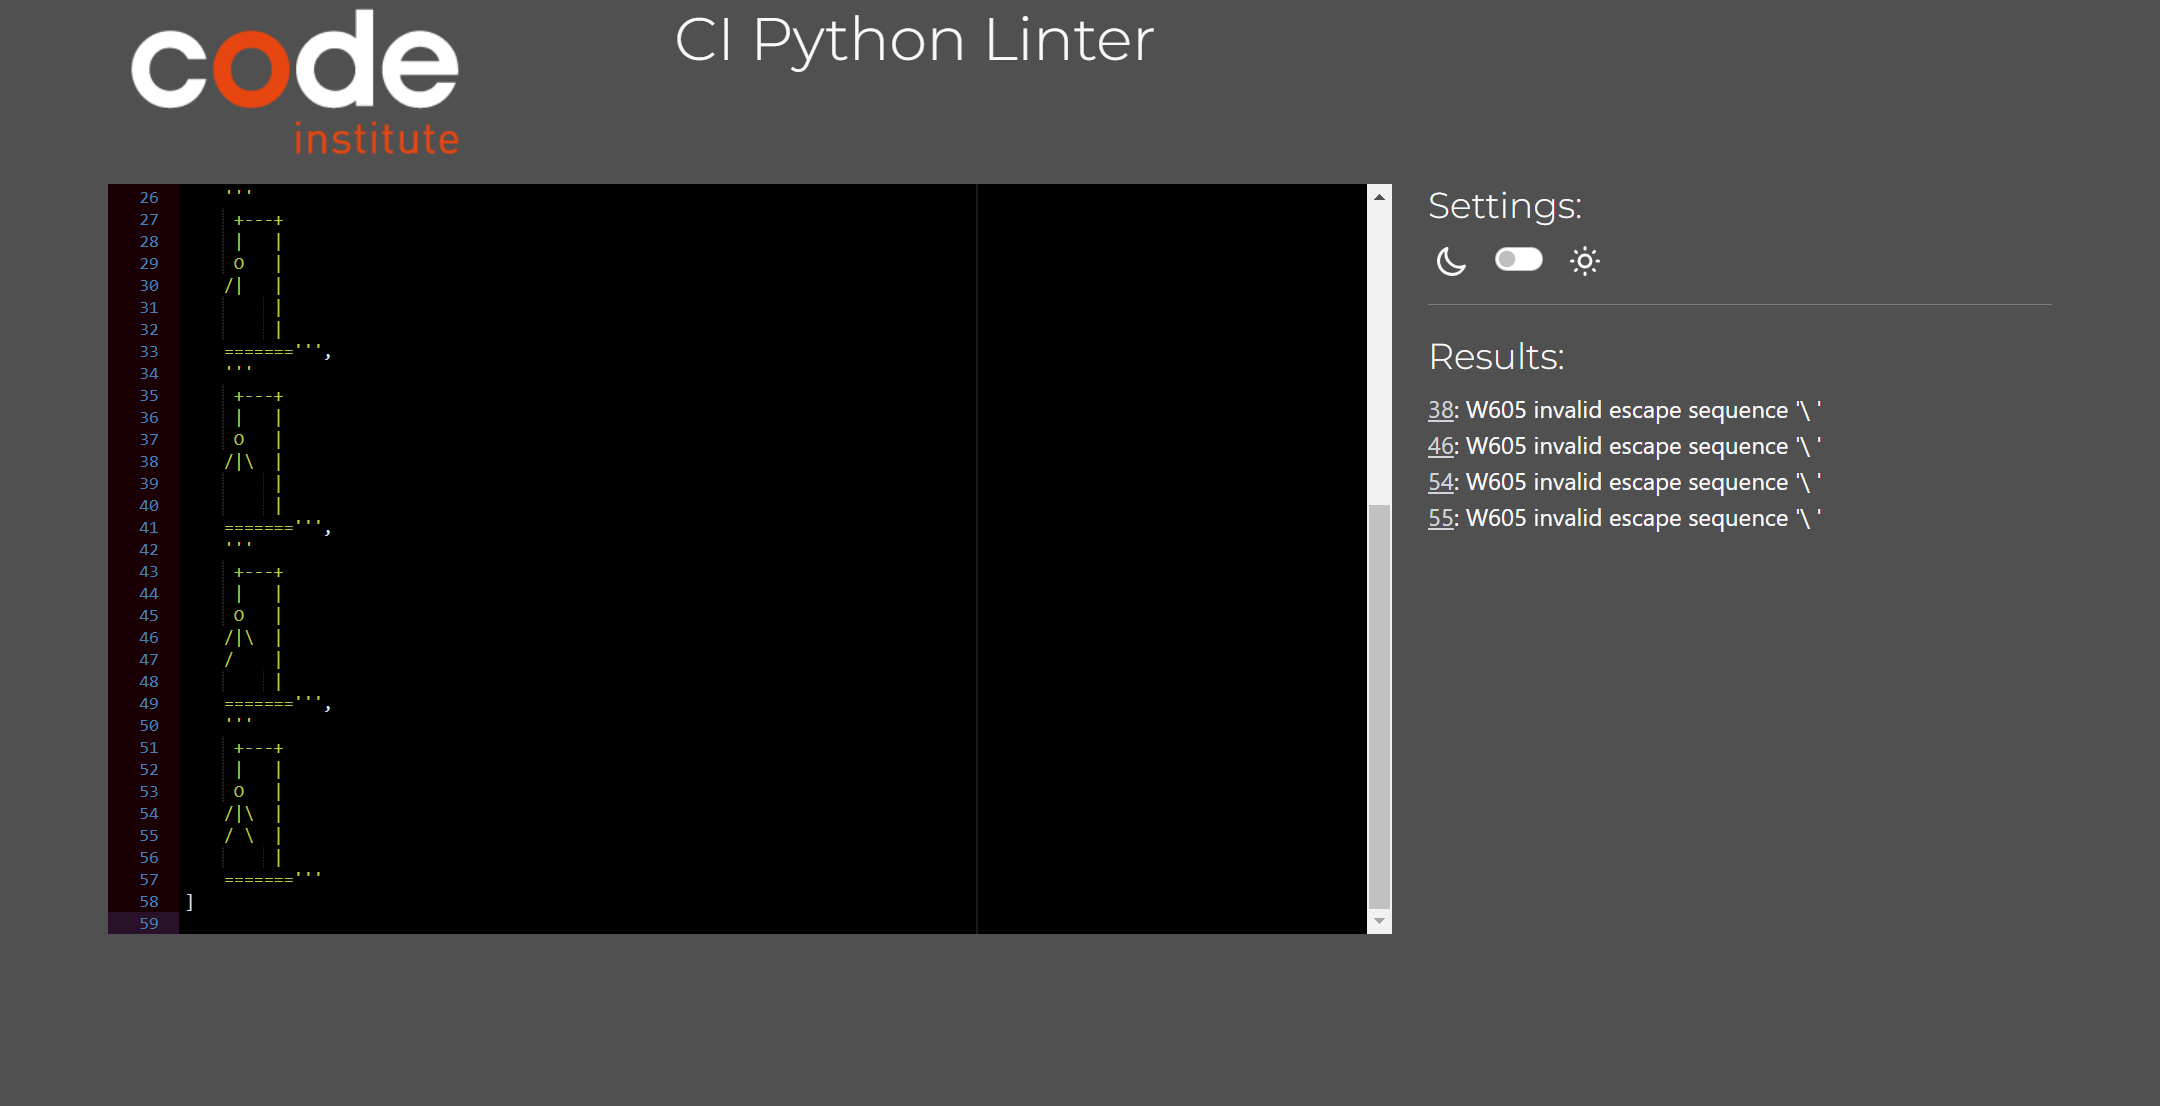 code
institute
CI Python Linter
26     '''
27      +---+
28      |   |
29      O   |
30     /|   |
31          |
32          |
33     =======''',
34     '''
35      +---+
36      |   |
37      O   |
38     /|\  |
39          |
40          |
41     =======''',
42     '''
43      +---+
44      |   |
45      O   |
46     /|\  |
47     /    |
48          |
49     =======''',
50     '''
51      +---+
52      |   |
53      O   |
54     /|\  |
55     / \  |
56          |
57     ======='''
58 ]
59
Settings:
Results:
38: W605 invalid escape sequence '\ '
46: W605 invalid escape sequence '\ '
54: W605 invalid escape sequence '\ '
55: W605 invalid escape sequence '\ '